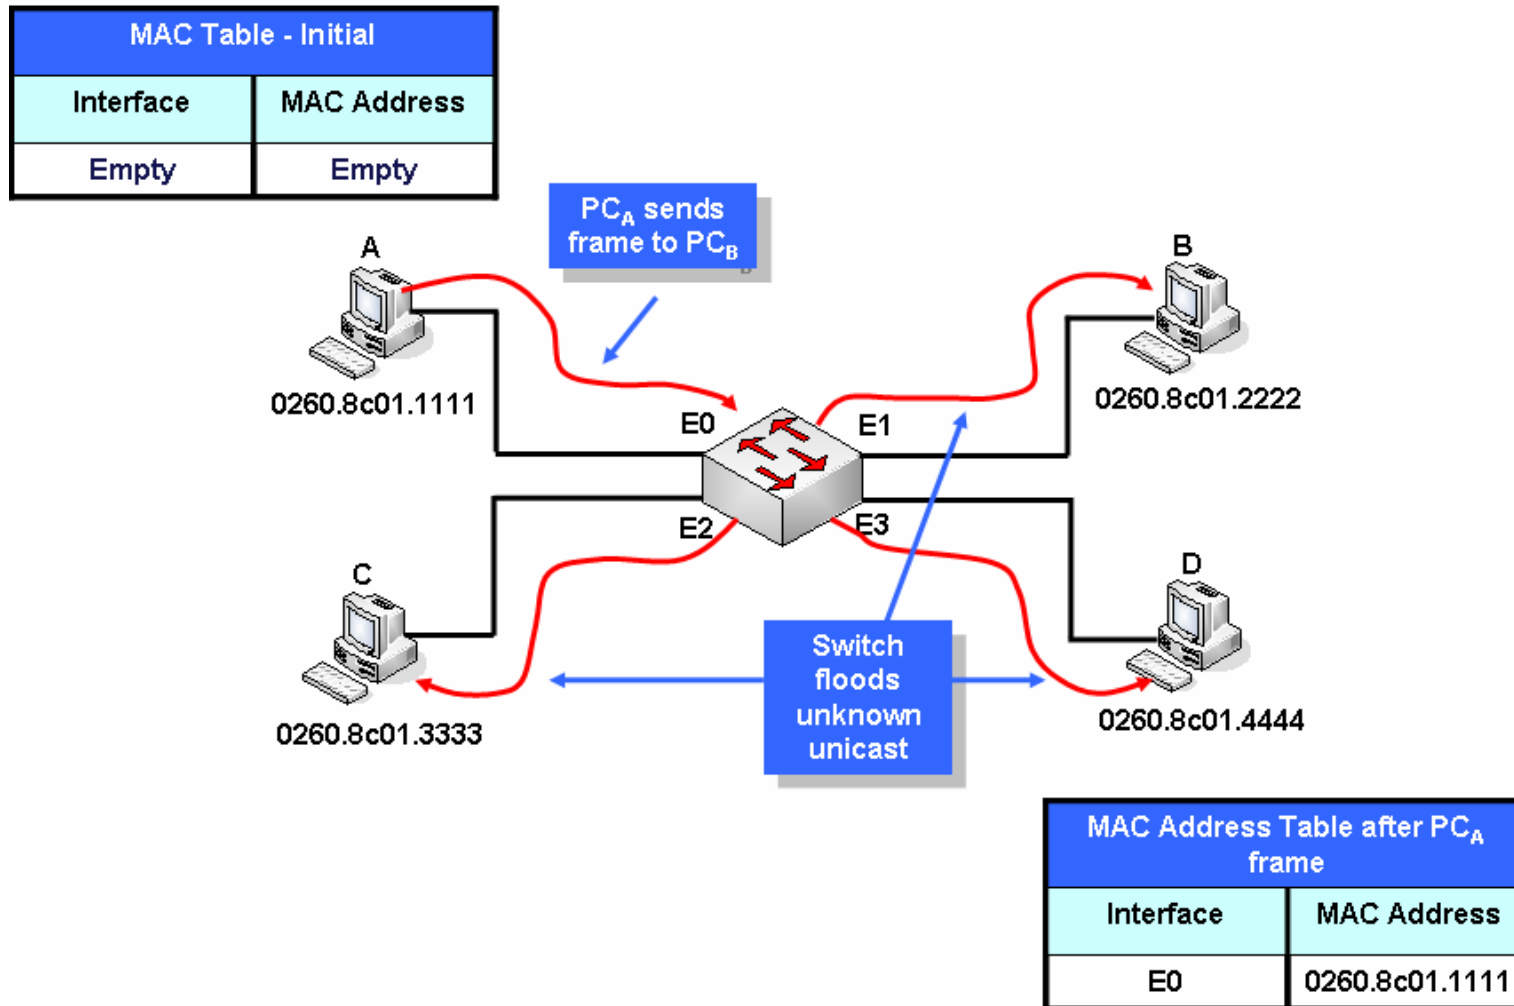 MAC Table - Initial
Interface MAC Address
Empty Empty
PCA sends
frame to PCB
A
B
0260.8c01.1111
0260.8c01.2222
E0
E1
E2
E3
C
D
0260.8c01.3333
0260.8c01.4444
Switch
floods
unknown
unicast
MAC Address Table after PCA
frame
Interface MAC Address
E0 0260.8c01.1111